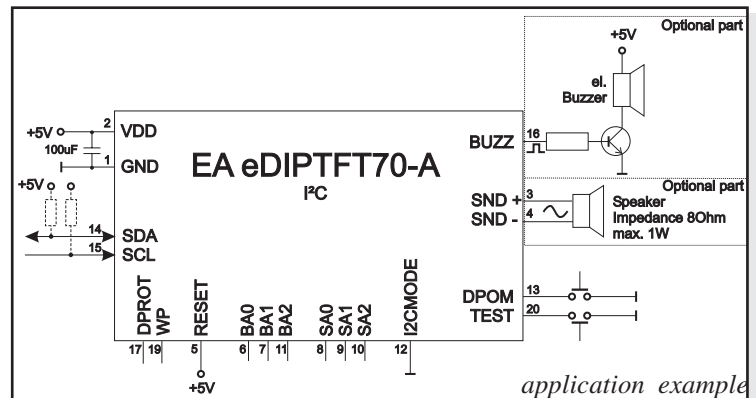 Optional part
+5V
el.
Buzzer
2
VDD
+5V
100uF
1
GND
BUZZ
16
EA eDIPTFT70-A
I²C
Optional part
+5V
SND +
3
SND -
4
Speaker
Impedance 8Ohm
max. 1W
14
SDA
15
SCL
DPOM
13
TEST
20
DPROT
WP
RESET
BA0
BA1
BA2
SA0
SA1
SA2
I2CMODE
17
19
5
6
7
11
8
9
10
12
+5V
application example